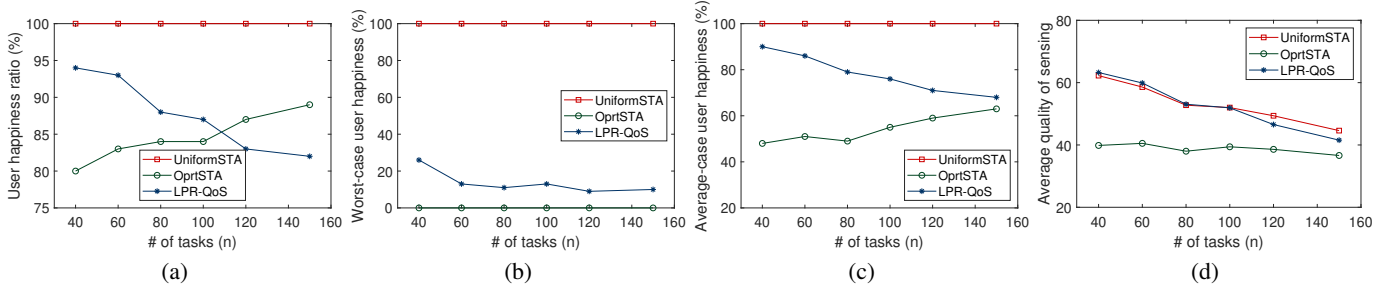 User happiness ratio (%)
100
95
90
85
80
75
UniformSTA
OprtSTA
LPR-QoS
40 60 80 100 120 140 160
# of tasks (n)
(a)
Worst-case user happiness (%)
100
80
60
40
20
0
UniformSTA
OprtSTA
LPR-QoS
40 60 80 100 120 140 160
# of tasks (n)
(b)
Average-case user happiness (%)
100
80
60
40
20
UniformSTA
OprtSTA
LPR-QoS
40 60 80 100 120 140 160
# of tasks (n)
(c)
Average quality of sensing
80
60
40
20
UniformSTA
OprtSTA
LPR-QoS
40 60 80 100 120 140 160
# of tasks (n)
(d)